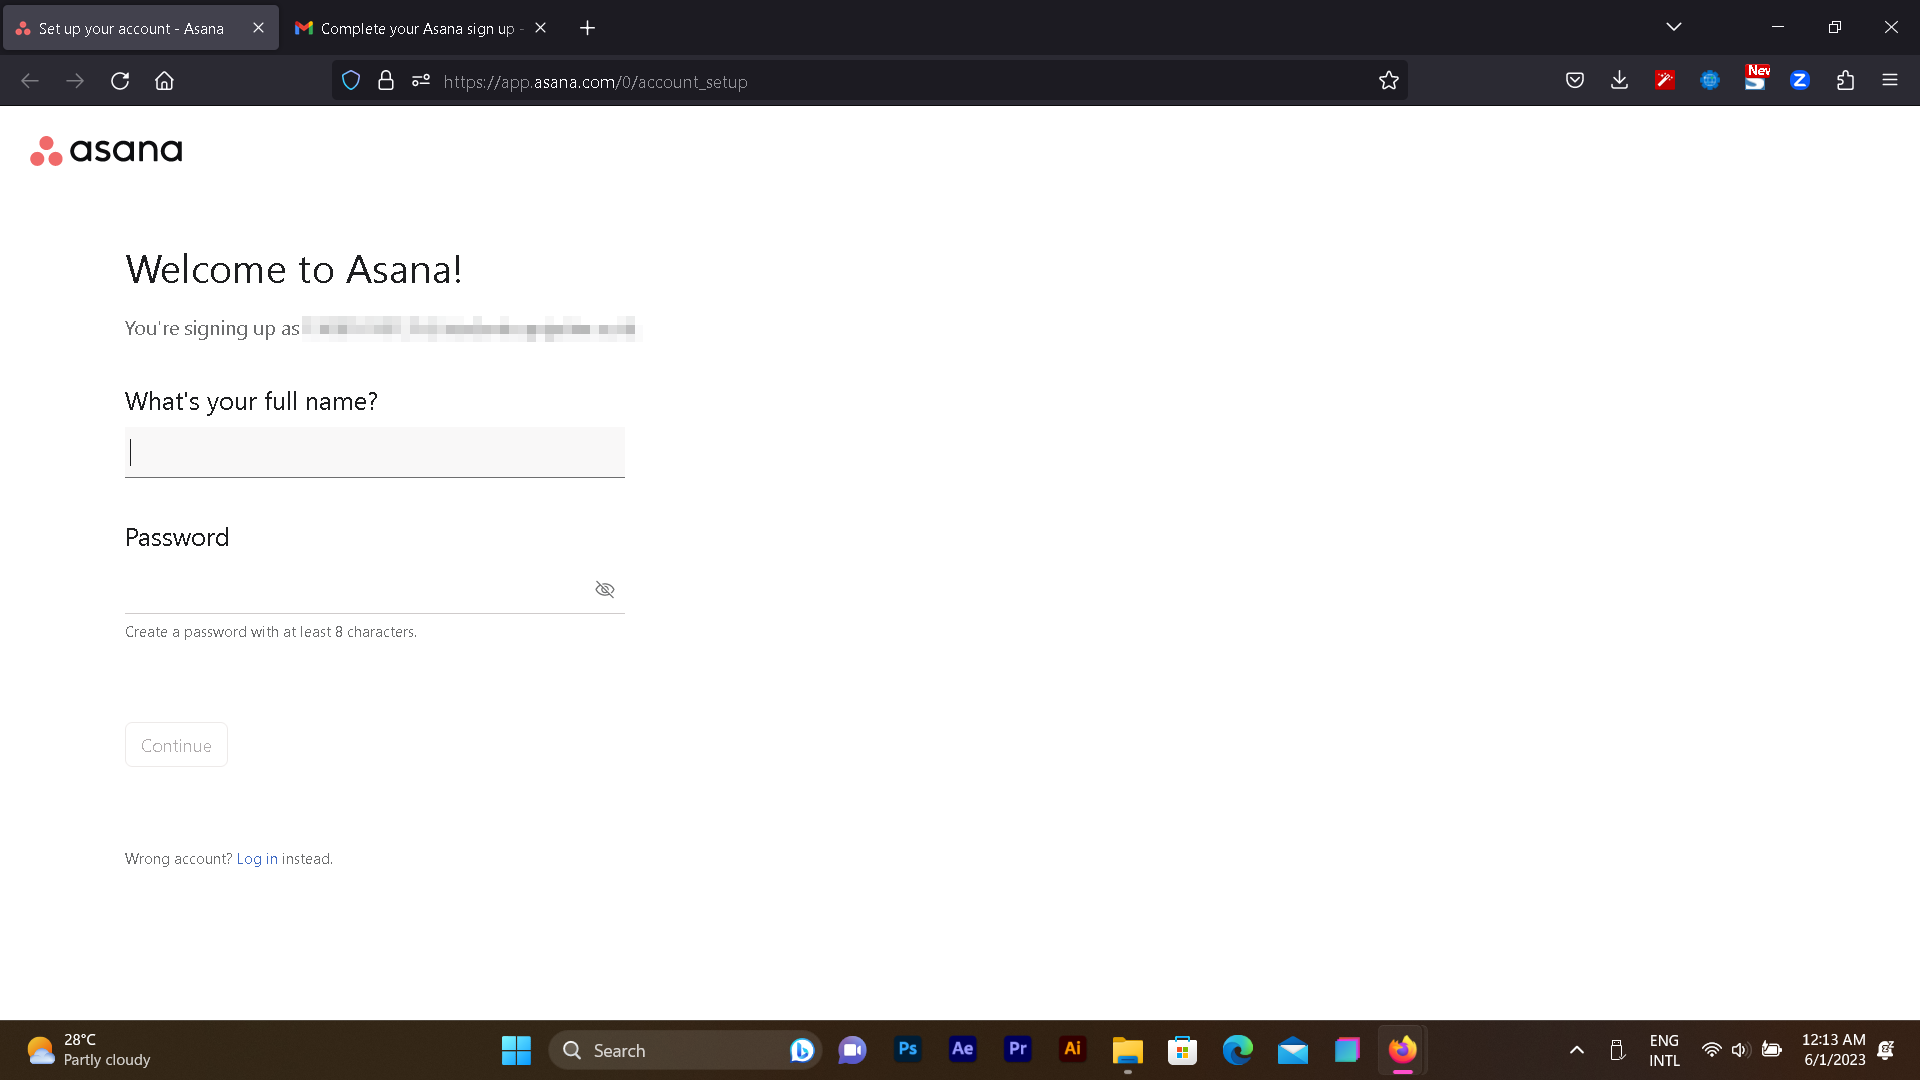 Set up your account - Asana
Complete your Asana sign up -
https://app.asana.com/0/account_setup
New
asana
Welcome to Asana!
You're signing up as
What's your full name?
Password
Create a password with at least 8 characters.
Continue
Wrong account? Log in instead.
28°C
Partly cloudy
Search
Ps
Ae
Pr
Ai
ENG
INTL
12:13 AM
6/1/2023